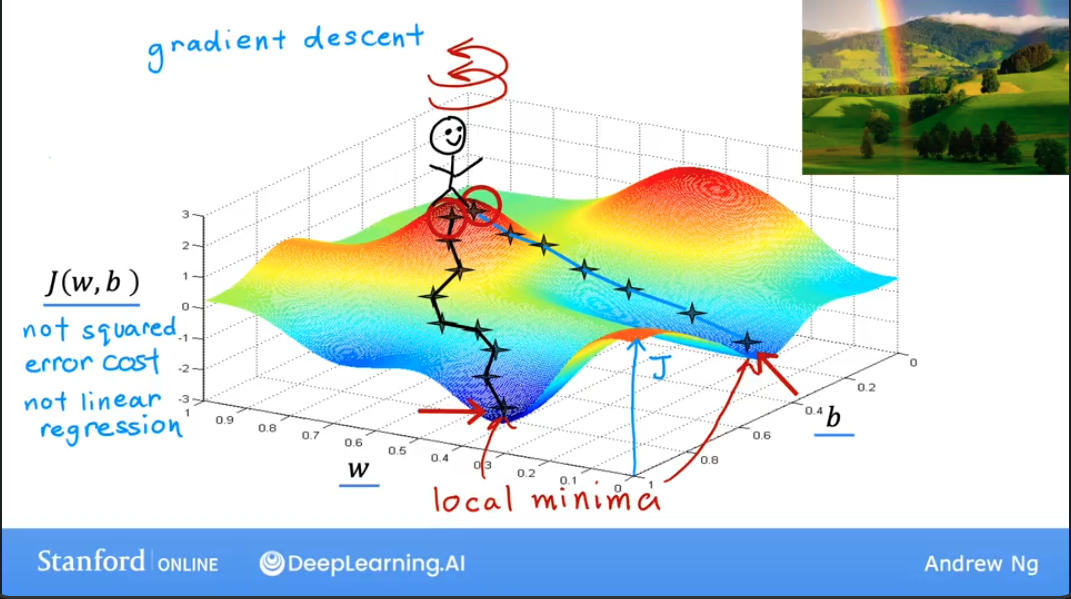 gradient descent
3
2
1
0
-1
-2
-3
J(w, b )
not squared
error cost
not linear
regression
1
0.9
0.8
0.7
0.6
0.5
0.4
0.3
0.2
0.1
0
w
1
0.8
0.6
0.4
0.2
0
b
J
local minima
Stanford ONLINE
DeepLearning.AI
Andrew Ng